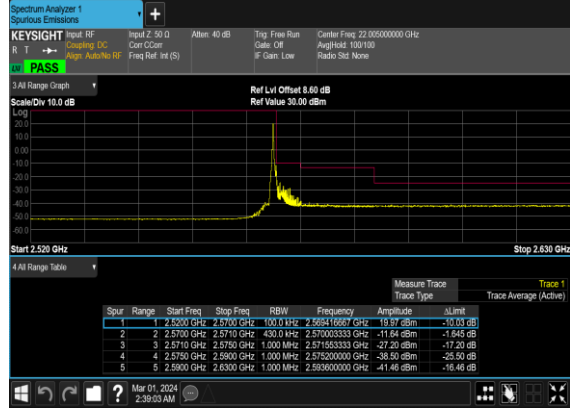 Spectrum Analyzer 1
Spurious Emissions
+
KEYSIGHT Input: RF Input Z: 50 Ω Atten: 40 dB Trig: Free Run Center Freq: 22.005000000 GHz
R T Coupling: DC Corr CCorr Gate: Off Avg|Hold: 100/100
Align: Auto/No RF Freq Ref: Int (S) IF Gain: Low Radio Std: None
PASS
3 All Range Graph
Ref Lvl Offset 8.60 dB
Scale/Div 10.0 dB Ref Value 30.00 dBm
Log
20.0
10.0
0.00
-10.0
-20.0
-30.0
-40.0
-50.0
-60.0
Start 2.520 GHz Stop 2.630 GHz
4 All Range Table
Measure Trace Trace 1
Trace Type Trace Average (Active)
Spur Range Start Freq Stop Freq RBW Frequency Amplitude ΔLimit
1 1 2.5200 GHz 2.5700 GHz 100.0 kHz 2.569416667 GHz 19.97 dBm -10.03 dB
2 2 2.5700 GHz 2.5710 GHz 430.0 kHz 2.570003333 GHz -11.64 dBm -1.645 dB
3 3 2.5710 GHz 2.5750 GHz 1.000 MHz 2.571553333 GHz -27.20 dBm -17.20 dB
4 4 2.5750 GHz 2.5900 GHz 1.000 MHz 2.575200000 GHz -38.50 dBm -25.50 dB
5 5 2.5900 GHz 2.6300 GHz 1.000 MHz 2.593600000 GHz -41.46 dBm -16.46 dB
? Mar 01, 2024
2:39:03 AM